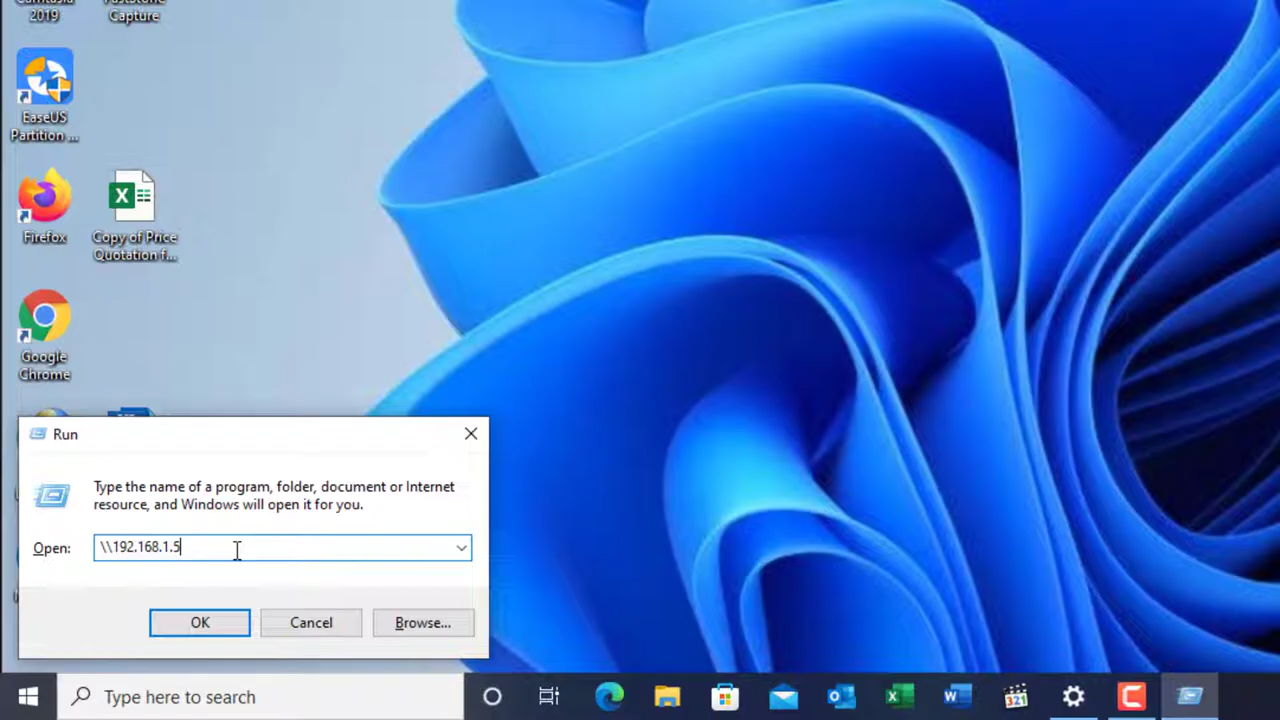 2019
Capture
EaseUS
Partition ...
Firefox
Copy of Price
Quotation f...
Google
Chrome
Run
Type the name of a program, folder, document or Internet
resource, and Windows will open it for you.
Open:
\\192.168.1.5
OK
Cancel
Browse...
Type here to search
321